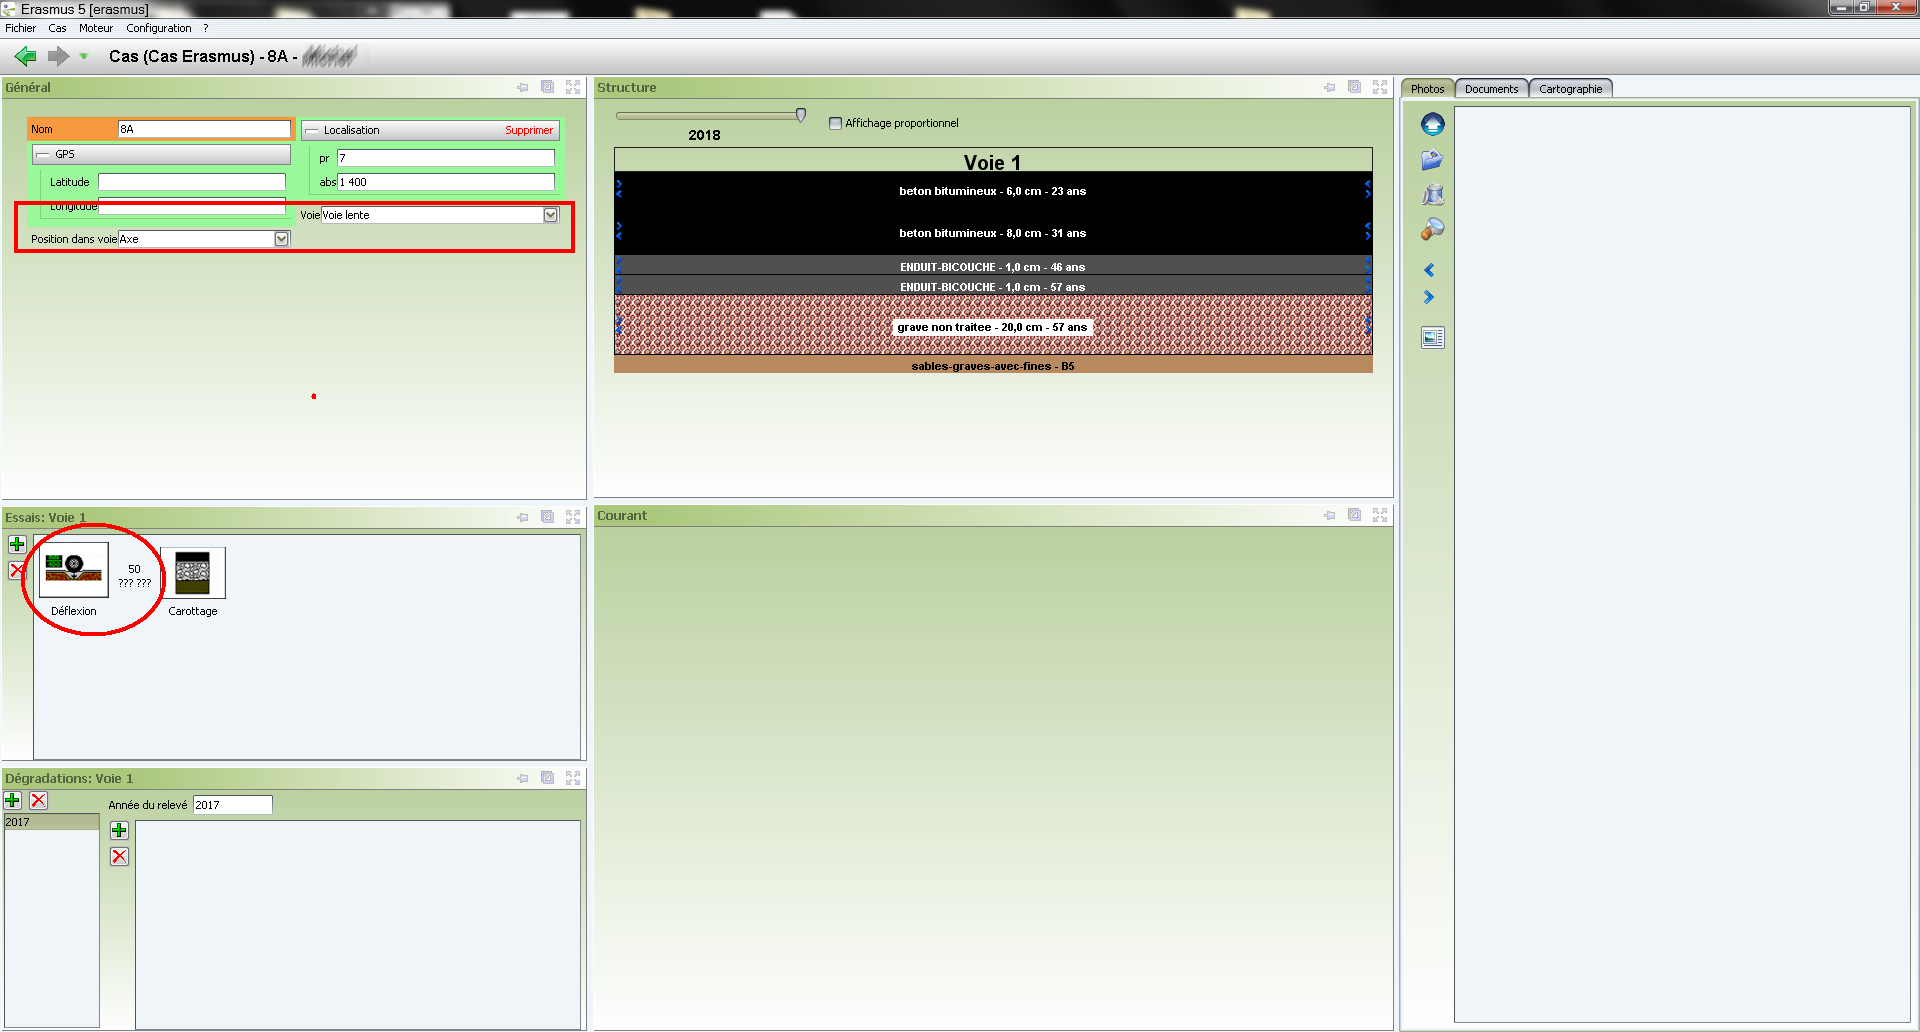 Erasmus 5 [erasmus]
Fichier Cas Moteur Configuration ?
Cas (Cas Erasmus) - 8A -
Général
Nom 8A
GPS
Latitude
Longitude
Position dans voie Axe
Localisation Supprimer
pr 7
abs 1 400
Voie Voie lente
Structure
2018
Affichage proportionnel
Voie 1
beton bitumineux - 6,0 cm - 23 ans
beton bitumineux - 8,0 cm - 31 ans
ENDUIT-BICOUCHE - 1,0 cm - 46 ans
ENDUIT-BICOUCHE - 1,0 cm - 57 ans
grave non traitee - 20,0 cm - 57 ans
sables-graves-avec-fines - B5
Photos Documents Cartographie
Essais: Voie 1
50
??? ???
Déflexion
Carottage
Courant
Dégradations: Voie 1
Année du relevé 2017
2017